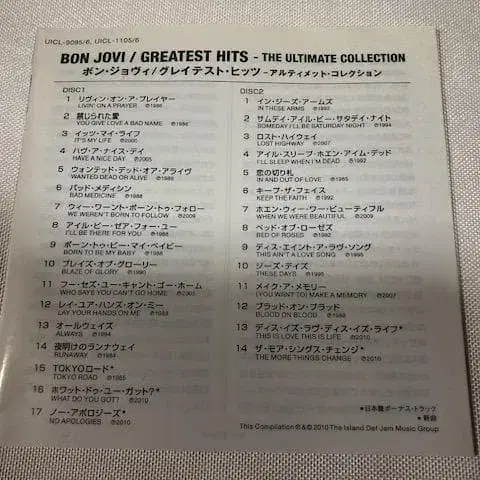 UICL-9095/6, UICL-1105/6
BON JOVI / GREATEST HITS - THE ULTIMATE COLLECTION
ボン・ジョヴィ/グレイテスト・ヒッツ -アルティメット・コレクション
DISC1
1 リヴィン・オン・ア・プレイヤー
LIVIN' ON A PRAYER ℗1986
2 禁じられた愛
YOU GIVE LOVE A BAD NAME ℗1986
3 イッツ・マイ・ライフ
IT'S MY LIFE ℗2000
4 ハヴ・ア・ナイス・デイ
HAVE A NICE DAY ℗2005
5 ウォンテッド・デッド・オア・アライヴ
WANTED DEAD OR ALIVE ℗1986
6 バッド・メディシン
BAD MEDICINE ℗1988
7 ウィー・ワーント・ボーン・トゥ・フォロー
WE WEREN'T BORN TO FOLLOW ℗2009
8 アイル・ビー・ゼア・フォー・ユー
I'LL BE THERE FOR YOU ℗1988
9 ボーン・トゥ・ビー・マイ・ベイビー
BORN TO BE MY BABY ℗1988
10 ブレイズ・オブ・グローリー
BLAZE OF GLORY ℗1990
11 フー・セズ・ユー・キャント・ゴー・ホーム
WHO SAYS YOU CAN'T GO HOME ℗2005
12 レイ・ユア・ハンズ・オン・ミー
LAY YOUR HANDS ON ME ℗1988
13 オールウェイズ
ALWAYS ℗1994
14 夜明けのランナウェイ
RUNAWAY ℗1984
15 TOKYOロード*
TOKYO ROAD ℗1985
16 ホワット・ドゥ・ユー・ガット?*
WHAT DO YOU GOT? ℗2010
17 ノー・アポロジーズ*
NO APOLOGIES ℗2010
DISC2
1 イン・ジーズ・アームズ
IN THESE ARMS ℗1992
2 サムデイ・アイル・ビー・サタデイ・ナイト
SOMEDAY I'LL BE SATURDAY NIGHT ℗1994
3 ロスト・ハイウェイ
LOST HIGHWAY ℗2007
4 アイル・スリープ・ホエン・アイム・デッド
I'LL SLEEP WHEN I'M DEAD ℗1992
5 恋の切り札
IN AND OUT OF LOVE ℗1985
6 キープ・ザ・フェイス
KEEP THE FAITH ℗1992
7 ホエン・ウィー・ワー・ビューティフル
WHEN WE WERE BEAUTIFUL ℗2009
8 ベッド・オブ・ローゼズ
BED OF ROSES ℗1992
9 ディス・エイント・ア・ラヴ・ソング
THIS AIN'T A LOVE SONG ℗1995
10 ジーズ・デイズ
THESE DAYS ℗1995
11 メイク・ア・メモリー
(YOU WANT TO) MAKE A MEMORY ℗2007
12 ブラッド・オン・ブラッド
BLOOD ON BLOOD ℗1988
13 ディス・イズ・ラヴ・ディス・イズ・ライフ*
THIS IS LOVE THIS IS LIFE ℗2010
14 ザ・モア・シングス・チェンジ*
THE MORE THINGS CHANGE ℗2010
★日本盤ボーナス・トラック
* 新曲
This Compilation ℗&© 2010 The Island Def Jam Music Group